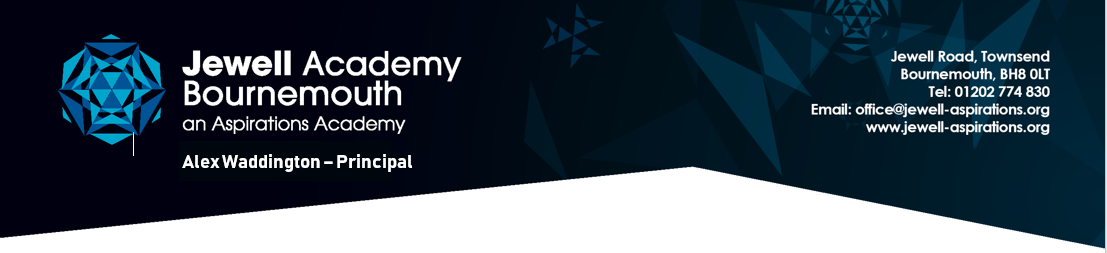 Jewell Academy
Bournemouth
an Aspirations Academy
Alex Waddington – Principal
Jewell Road, Townsend
Bournemouth, BH8 0LT
Tel: 01202 774 830
Email: office@jewell-aspirations.org
www.jewell-aspirations.org